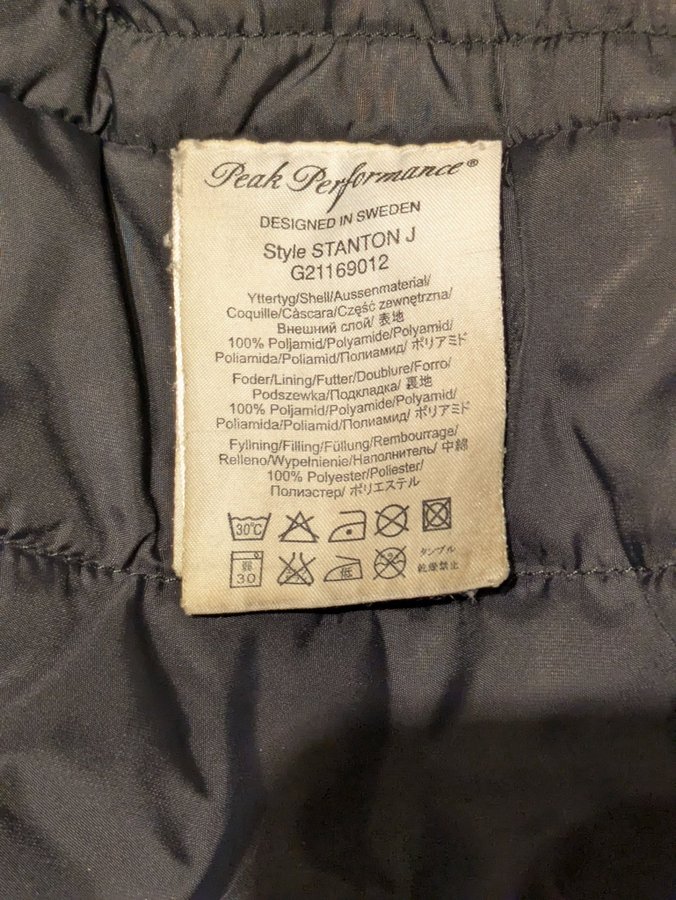 Peak Performance®
DESIGNED IN SWEDEN
Style STANTON J
G21169012
Yttertyg/Shell/Aussenmaterial/
Coquille/Càscara/Część zewnętrzna/
Внешний слой/ 表地
100% Poljamid/Polyamide/Polyamid/
Poliamida/Poliamid/Полиамид/ ポリアミド
Foder/Lining/Futter/Doublure/Forro/
Podszewka/Подкладка/ 裏地
100% Poljamid/Polyamide/Polyamid/
Poliamida/Poliamid/Полиамид/ ポリアミド
Fyllning/Filling/Füllung/Rembourrage/
Relleno/Wypełnienie/Наполнитель/ 中綿
100% Polyester/Poliester/
Полиэстер/ ポリエステル
30°C
弱 低 タンブル
30 乾燥禁止